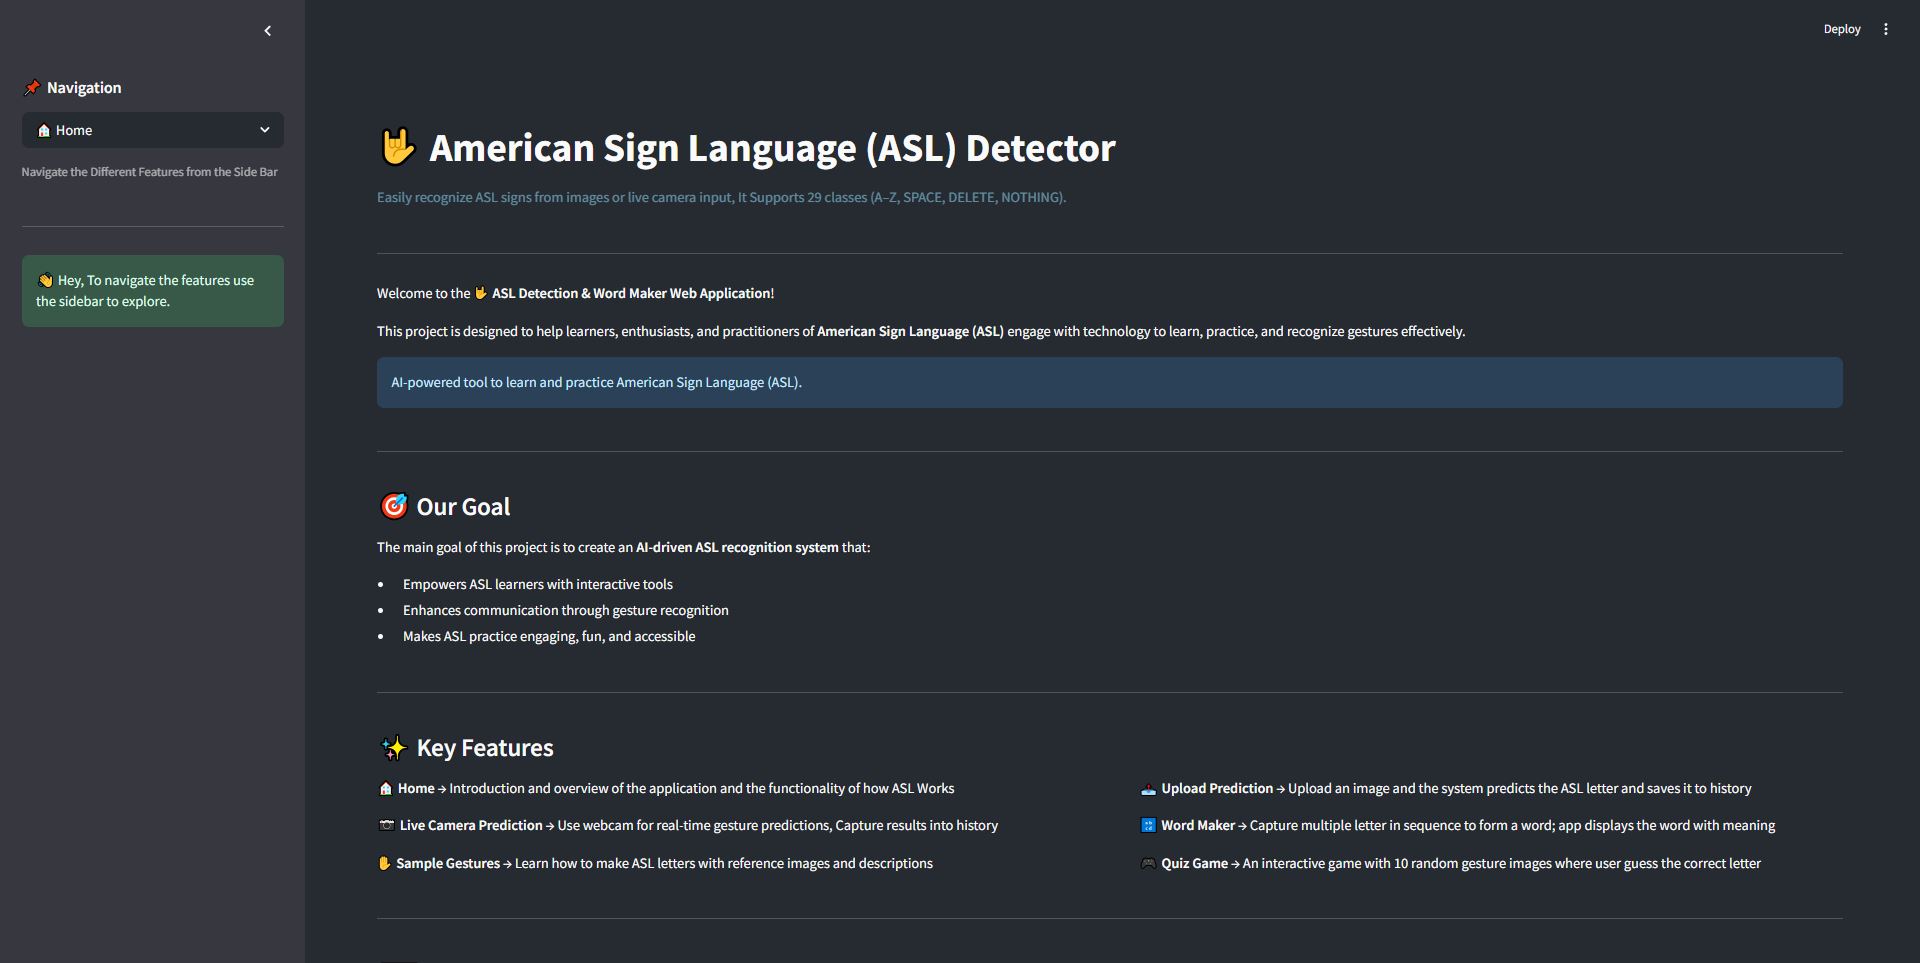 Deploy
Navigation
Home
Navigate the Different Features from the Side Bar
Hey, To navigate the features use
the sidebar to explore.
American Sign Language (ASL) Detector
Easily recognize ASL signs from images or live camera input, It Supports 29 classes (A–Z, SPACE, DELETE, NOTHING).
Welcome to the 🤟 ASL Detection & Word Maker Web Application!
This project is designed to help learners, enthusiasts, and practitioners of American Sign Language (ASL) engage with technology to learn, practice, and recognize gestures effectively.
AI-powered tool to learn and practice American Sign Language (ASL).
Our Goal
The main goal of this project is to create an AI-driven ASL recognition system that:
• Empowers ASL learners with interactive tools
• Enhances communication through gesture recognition
• Makes ASL practice engaging, fun, and accessible
Key Features
Home → Introduction and overview of the application and the functionality of how ASL Works
Live Camera Prediction → Use webcam for real-time gesture predictions, Capture results into history
Sample Gestures → Learn how to make ASL letters with reference images and descriptions
Upload Prediction → Upload an image and the system predicts the ASL letter and saves it to history
Word Maker → Capture multiple letter in sequence to form a word; app displays the word with meaning
Quiz Game → An interactive game with 10 random gesture images where user guess the correct letter